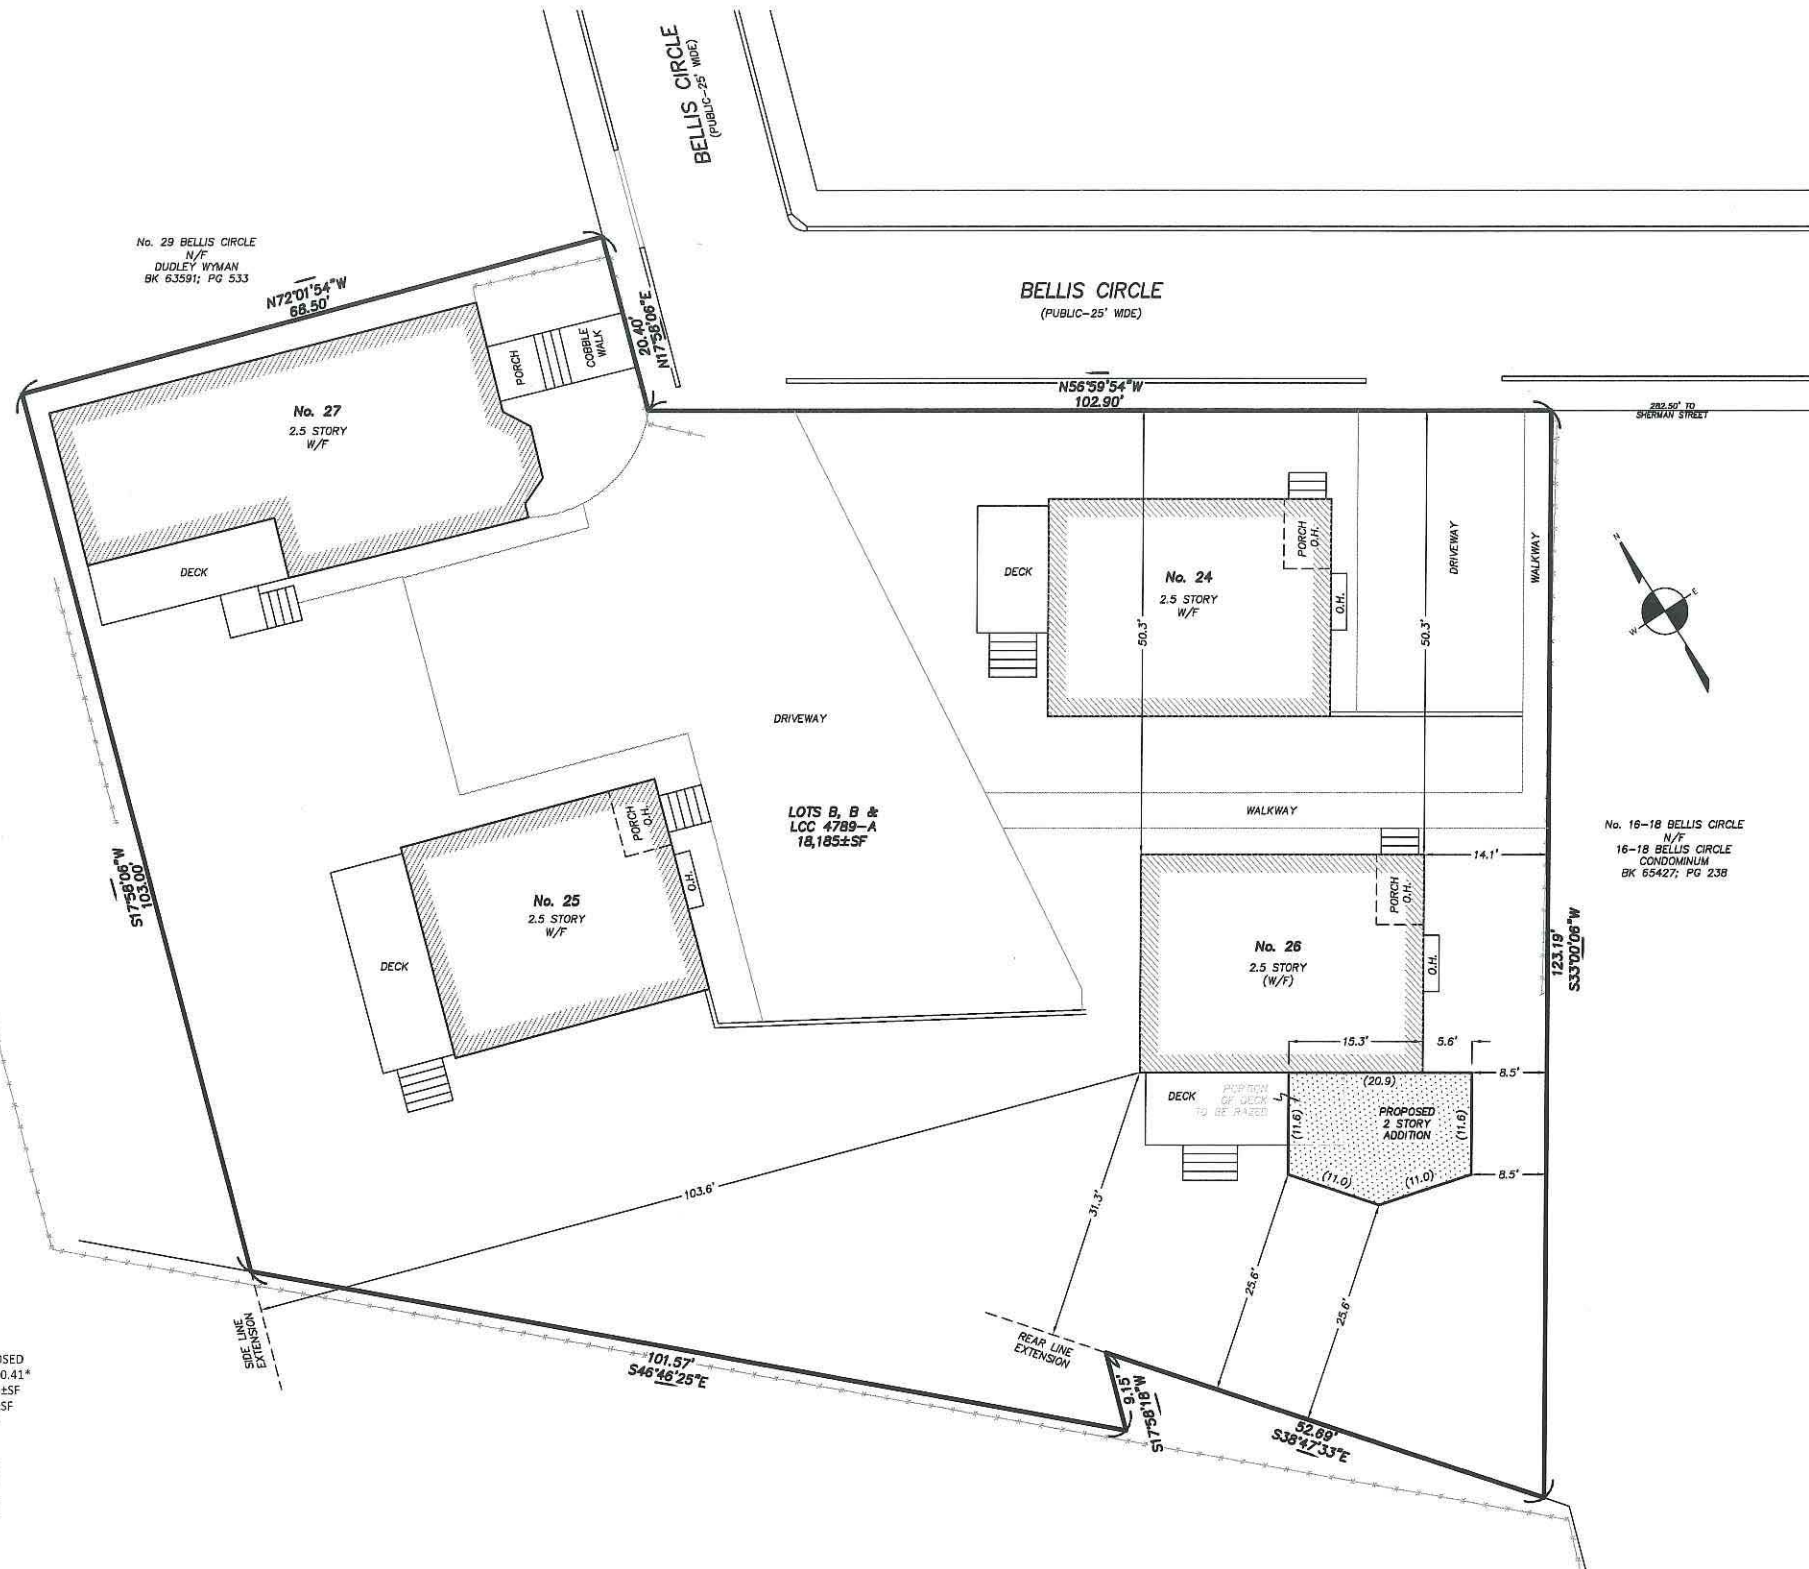 BELLIS CIRCLE
(PUBLIC-25' WIDE)
No. 29 BELLIS CIRCLE
N/F
DUDLEY WYMAN
BK 63591; PG 533
N72°01'54"W
68.50'
20.40'
N17°58'06"E
BELLIS CIRCLE
(PUBLIC-25' WIDE)
N56°59'54"W
102.90'
282.50' TO
SHERMAN STREET
PORCH
COBBLE
WALK
No. 27
2.5 STORY
W/F
DECK
DECK
No. 24
2.5 STORY
W/F
PORCH
O.H.
O.H.
DRIVEWAY
WALKWAY
N
E
W
50.3'
50.3'
DRIVEWAY
LOTS B, B &
LCC 4789-A
18,185±SF
WALKWAY
No. 16-18 BELLIS CIRCLE
N/F
16-18 BELLIS CIRCLE
CONDOMINUM
BK 65427; PG 238
S17°58'06"W
103.00'
PORCH
O.H.
O.H.
No. 25
2.5 STORY
W/F
DECK
14.1'
PORCH
O.H.
O.H.
No. 26
2.5 STORY
(W/F)
123.19'
S33°00'06"W
15.3'
5.6'
8.5'
(20.9)
DECK
PORTION
OF DECK
TO BE RAZED
(11.6)
PROPOSED
2 STORY
ADDITION
(11.6)
(11.0)
(11.0)
8.5'
103.6'
31.3'
25.6'
25.6'
SIDE LINE
EXTENSION
REAR LINE
EXTENSION
101.57'
S46°46'25"E
9.15'
S17°58'18"W
52.69'
S38°47'33"E
SED
0.41*
±SF
SF